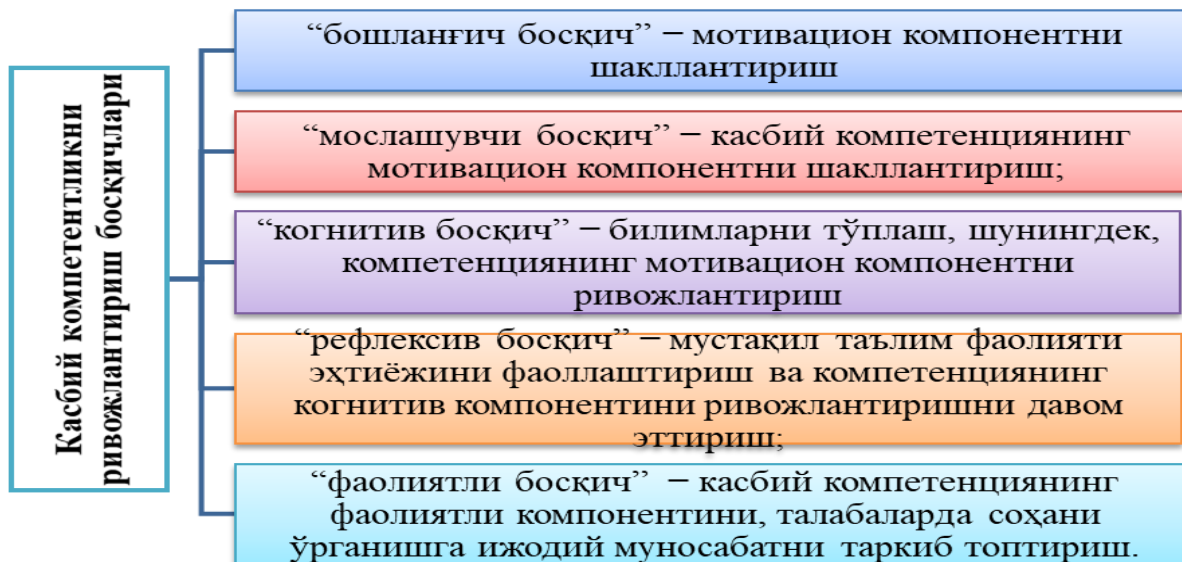 Касбий компетентликни
ривожлантириш босқичлари
“бошланғич босқич” – мотивацион компонентни
шакллантириш
“мослашувчи босқич” – касбий компетенциянинг
мотивацион компонентни шакллантириш;
“когнитив босқич” – билимларни тўплаш, шунингдек,
компетенциянинг мотивацион компонентни
ривожлантириш
“рефлексив босқич” – мустақил таълим фаолияти
эҳтиёжини фаоллаштириш ва компетенциянинг
когнитив компонентини ривожлантиришни давом
эттириш;
“фаолиятли босқич” – касбий компетенциянинг
фаолиятли компонентини, талабаларда соҳани
ўрганишга ижодий муносабатни таркиб топтириш.